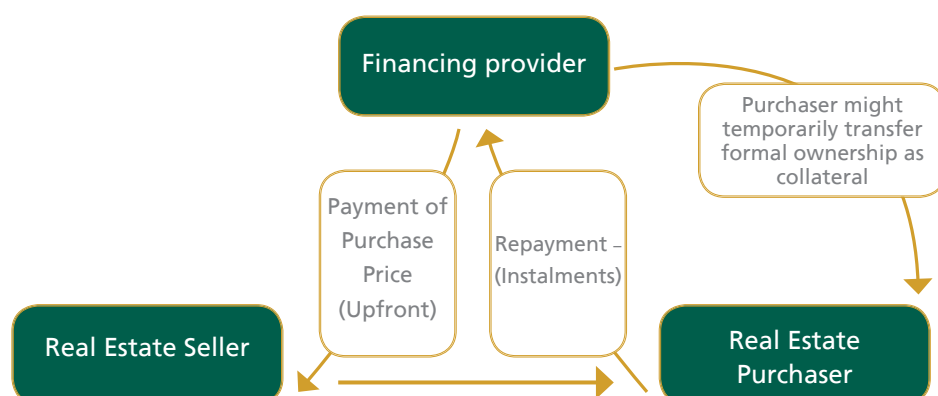 Financing provider
Purchaser might
temporarily transfer
formal ownership as
collateral
Payment of
Purchase
Price
(Upfront)
Repayment –
(Instalments)
Real Estate Seller
Real Estate
Purchaser